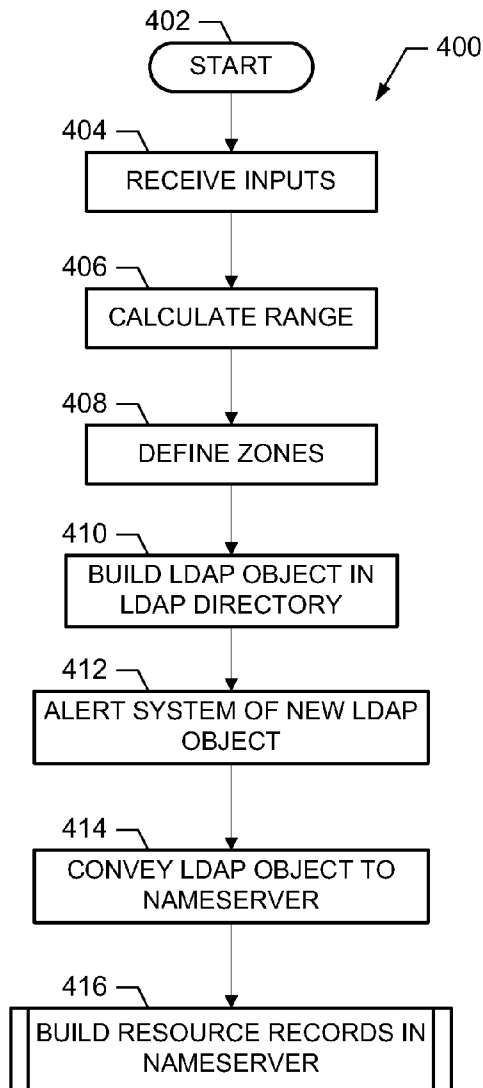 402
START
400
404
RECEIVE INPUTS
406
CALCULATE RANGE
408
DEFINE ZONES
410
BUILD LDAP OBJECT IN
LDAP DIRECTORY
412
ALERT SYSTEM OF NEW LDAP
OBJECT
414
CONVEY LDAP OBJECT TO
NAMESERVER
416
BUILD RESOURCE RECORDS IN
NAMESERVER